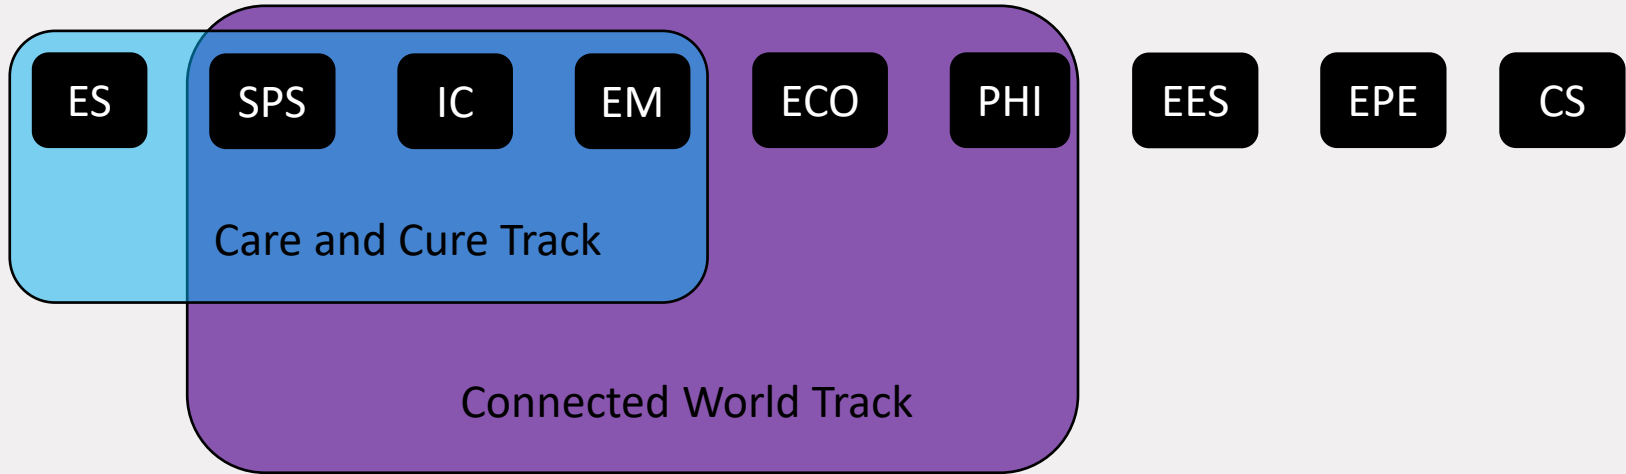 ES SPS IC EM ECO PHI EES EPE CS
Care and Cure Track
Connected World Track